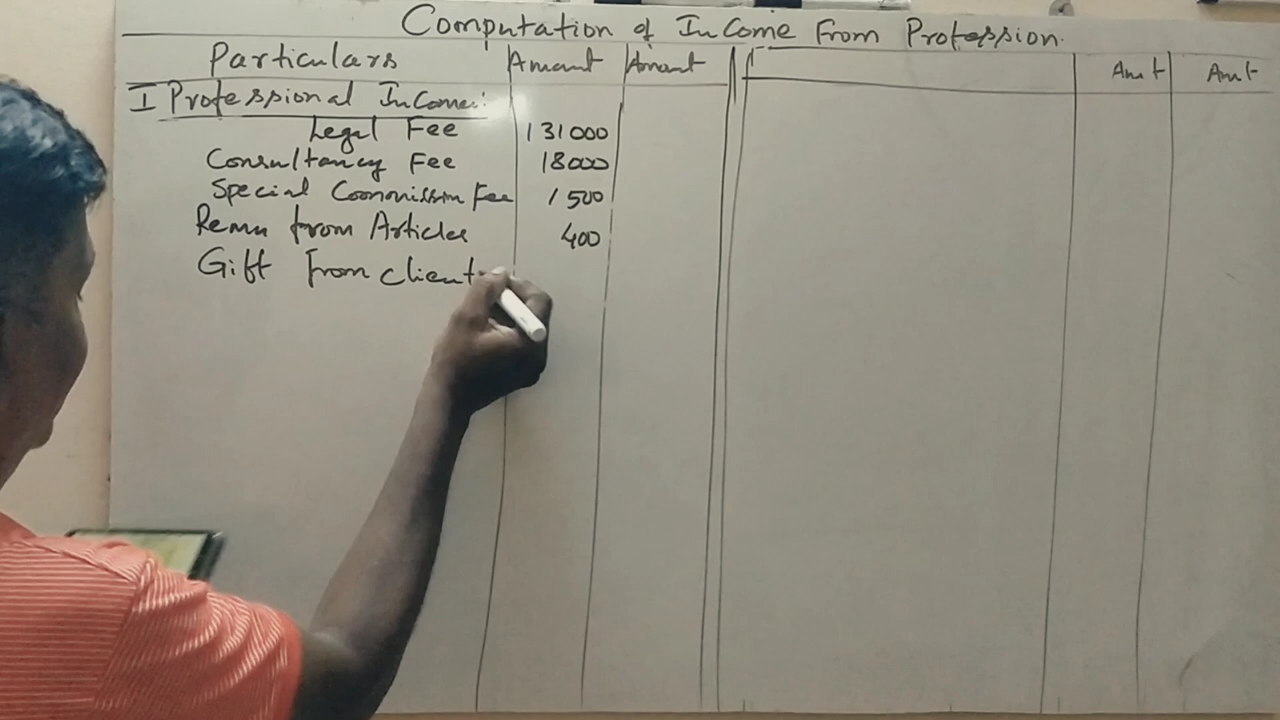 Computation of Income From Profession.
Particulars Amount Amount Amt Amt
I Professional Income:
Legal Fee 131000
Consultancy Fee 18000
Special Commission Fee 1500
Remu from Articles 400
Gift From client